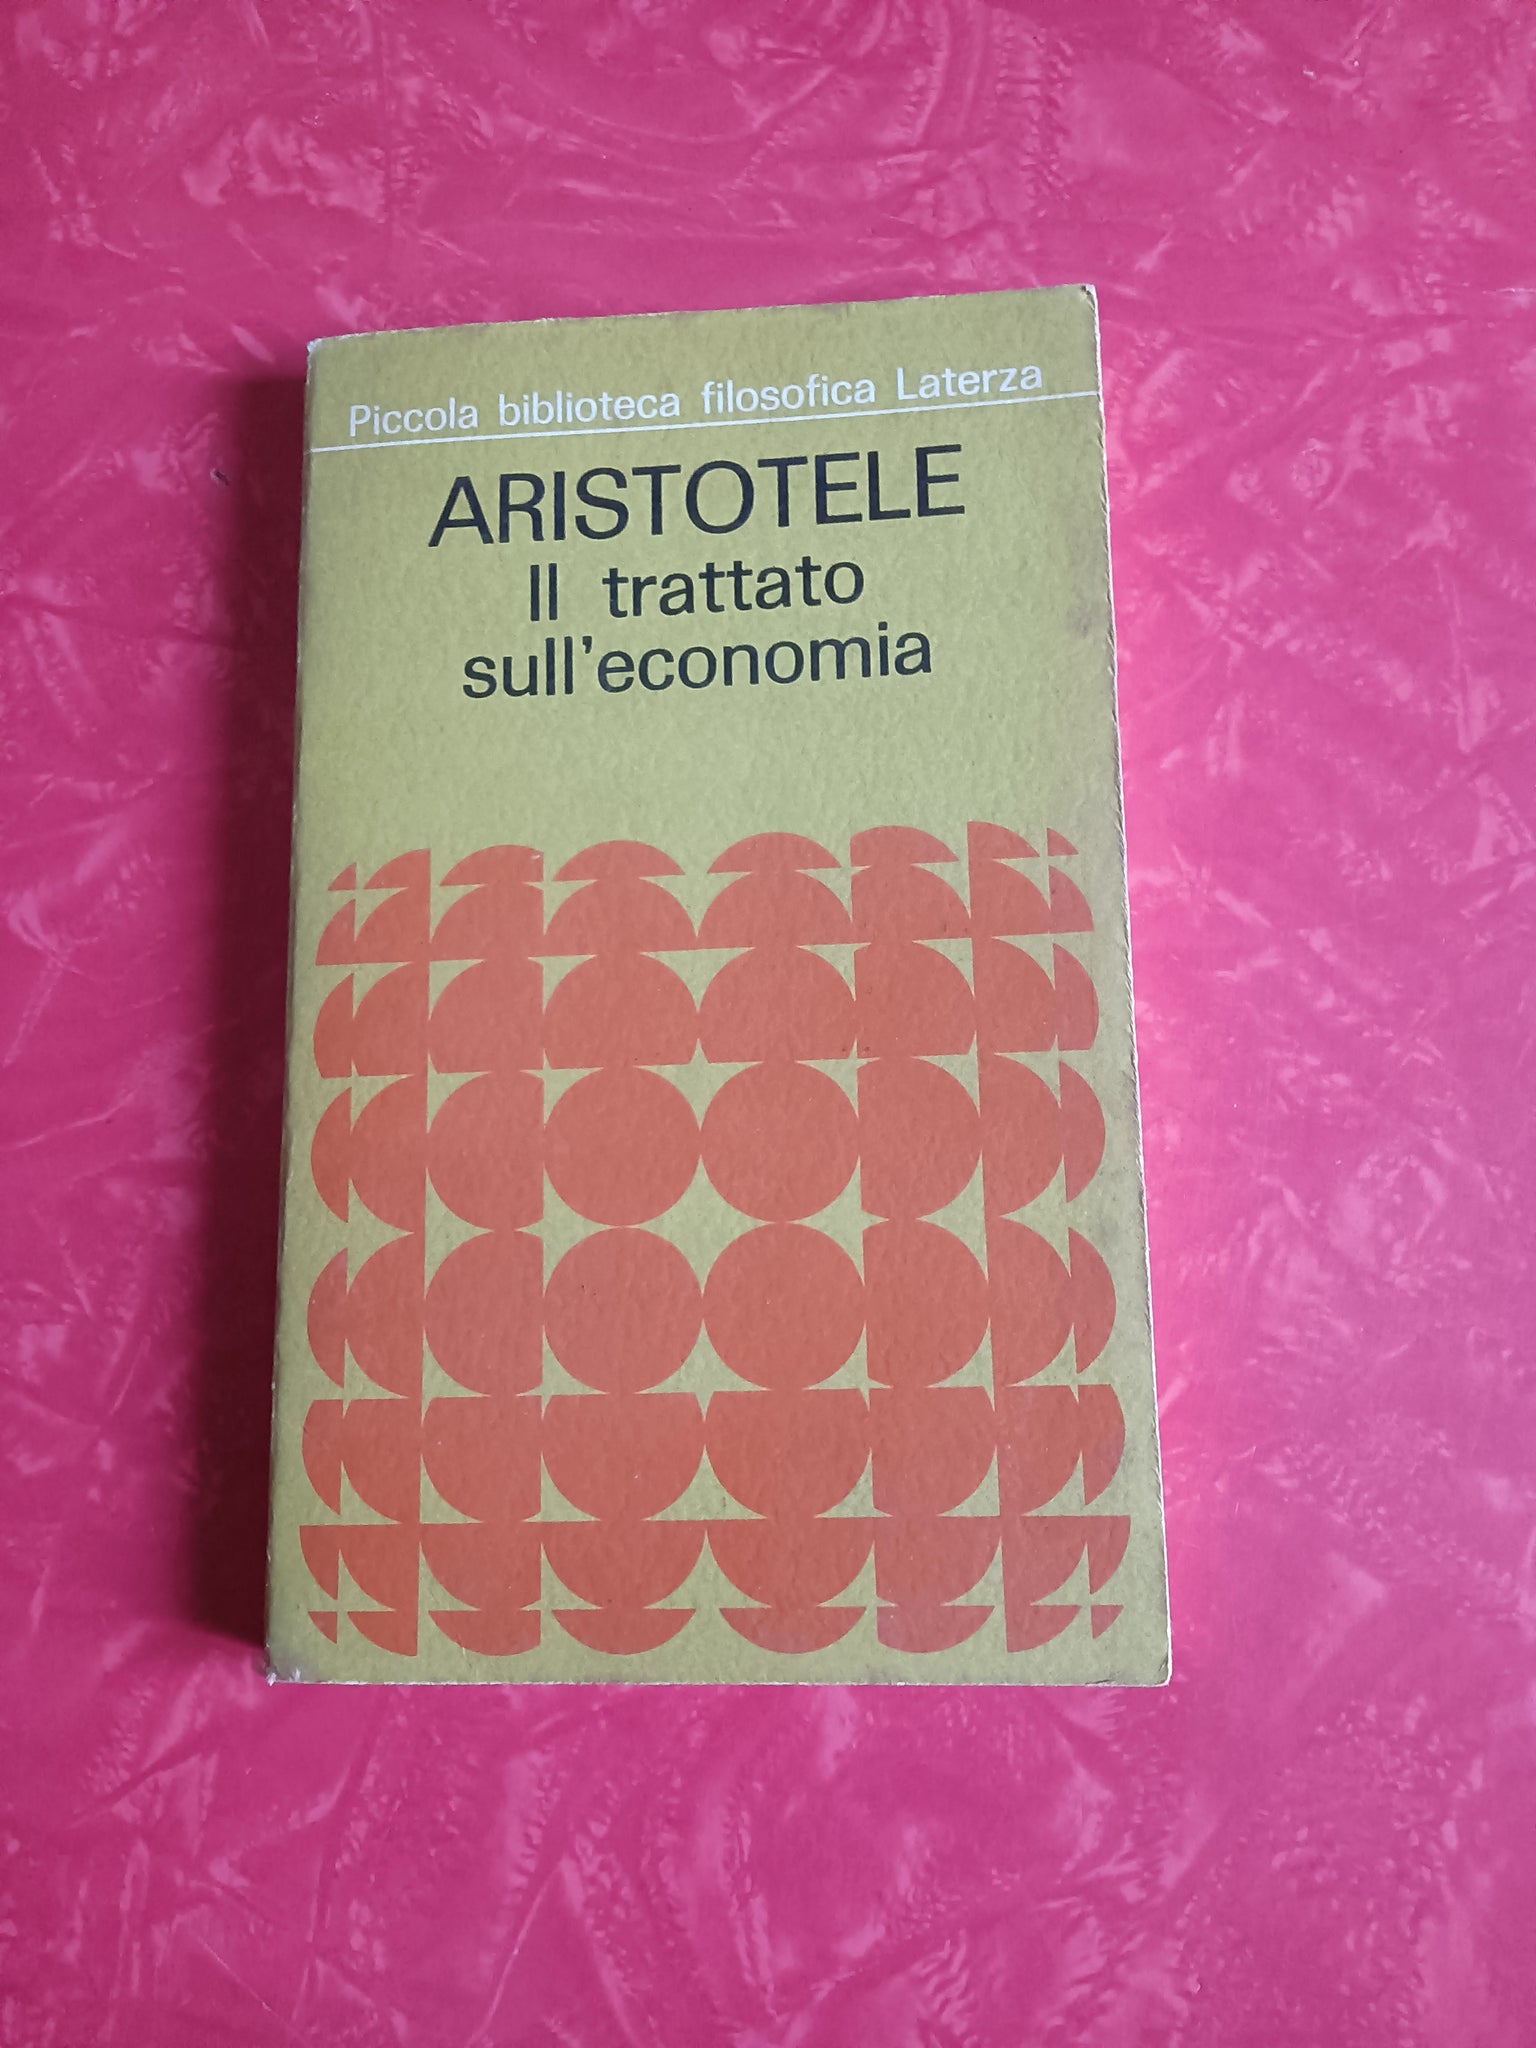 Piccola biblioteca filosofica Laterza
ARISTOTELE
Il trattato
sull'economia